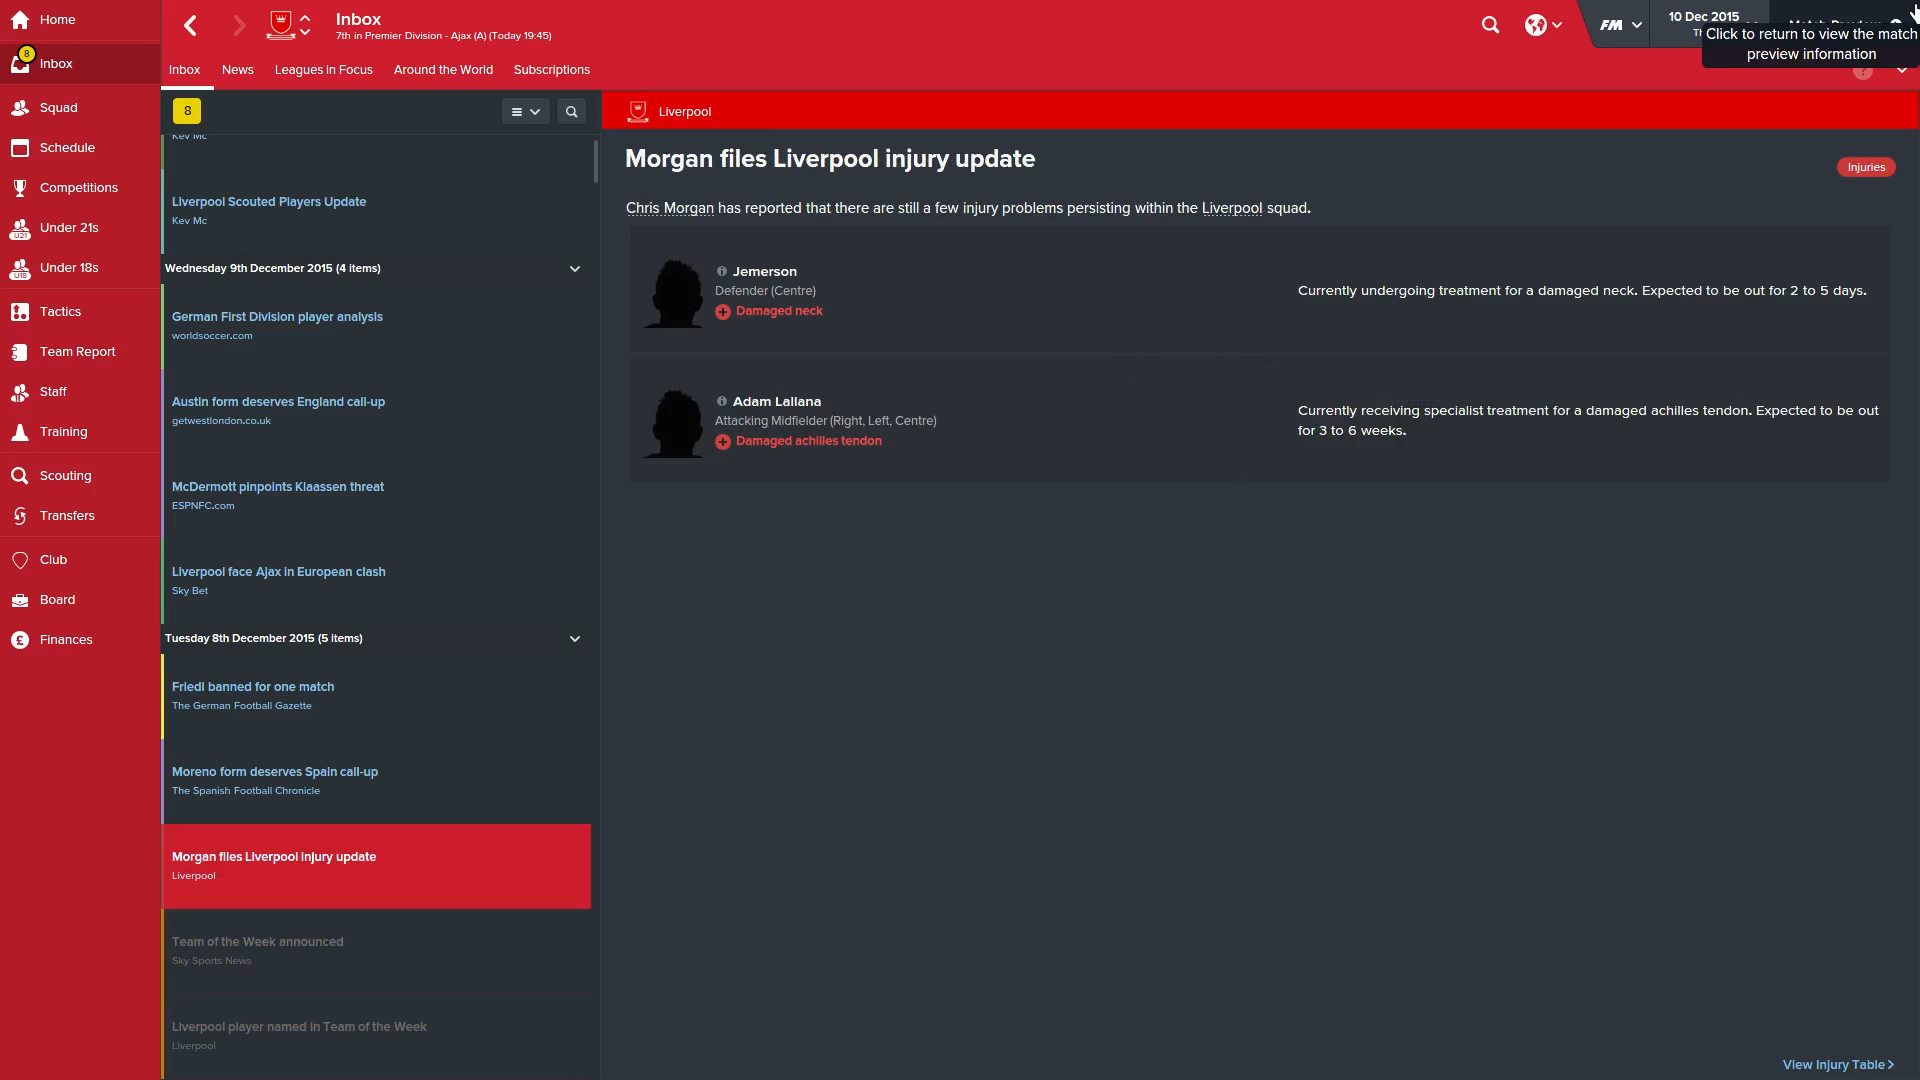 Home
8
Inbox
Squad
Schedule
Competitions
U21
Under 21s
U18
Under 18s
Tactics
Team Report
Staff
Training
Scouting
Transfers
Club
Board
Finances
Inbox
7th in Premier Division - Ajax (A) (Today 19:45)
FM
10 Dec 2015
Click to return to view the match
preview information
Inbox
News
Leagues in Focus
Around the World
Subscriptions
8
Kev Mc
Liverpool Scouted Players Update
Kev Mc
Wednesday 9th December 2015 (4 items)
German First Division player analysis
worldsoccer.com
Austin form deserves England call-up
getwestlondon.co.uk
McDermott pinpoints Klaassen threat
ESPNFC.com
Liverpool face Ajax in European clash
Sky Bet
Tuesday 8th December 2015 (5 items)
Friedl banned for one match
The German Football Gazette
Moreno form deserves Spain call-up
The Spanish Football Chronicle
Morgan files Liverpool injury update
Liverpool
Team of the Week announced
Sky Sports News
Liverpool player named in Team of the Week
Liverpool
Liverpool
Morgan files Liverpool injury update
Injuries
Chris Morgan has reported that there are still a few injury problems persisting within the Liverpool squad.
Jemerson
Defender (Centre)
Damaged neck
Currently undergoing treatment for a damaged neck. Expected to be out for 2 to 5 days.
Adam Lallana
Attacking Midfielder (Right, Left, Centre)
Damaged achilles tendon
Currently receiving specialist treatment for a damaged achilles tendon. Expected to be out
for 3 to 6 weeks.
View Injury Table >